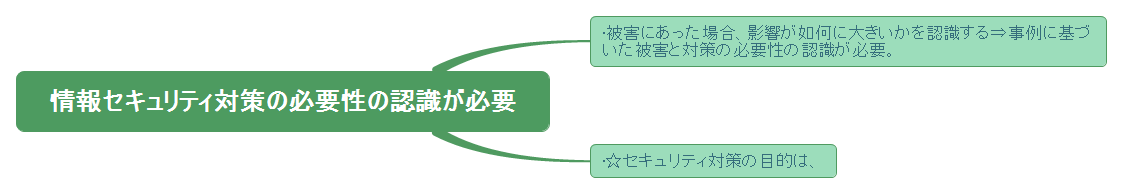 ・被害にあった場合、影響が如何に大きいかを認識する⇒事例に基づ
いた被害と対策の必要性の認識が必要。
情報セキュリティ対策の必要性の認識が必要
・☆セキュリティ対策の目的は、